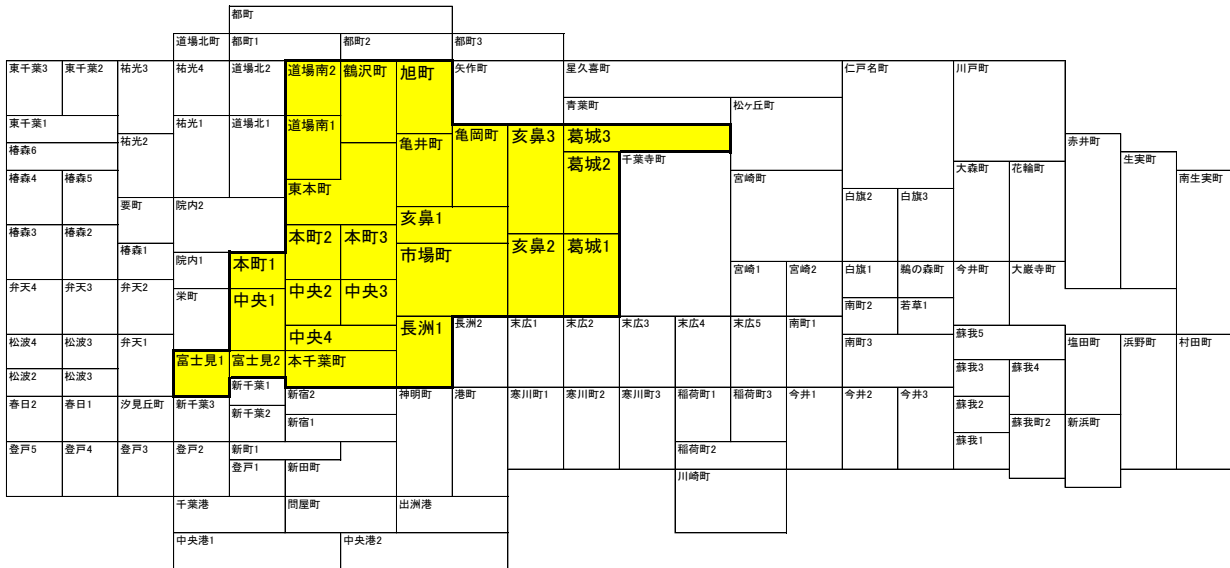 都町
道場北町 都町1 都町2 都町3
東千葉3 東千葉2 祐光3 祐光4 道場北2 道場南2 鶴沢町 旭町 矢作町 星久喜町 仁戸名町 川戸町
青葉町 松ヶ丘町
東千葉1 祐光1 道場北1 道場南1 亀岡町 亥鼻3 葛城3
祐光2 亀井町 赤井町
椿森6 葛城2 千葉寺町 生実町
椿森4 椿森5 宮崎町 大森町 花輪町 南生実町
東本町 白旗2 白旗3
要町 院内2 亥鼻1
椿森3 椿森2 本町2 本町3 亥鼻2 葛城1
椿森1 市場町
院内1 本町1 宮崎1 宮崎2 白旗1 鵜の森町 今井町 大巌寺町
弁天4 弁天3 弁天2 栄町 中央1 中央2 中央3
南町2 若草1
長洲1 長洲2 末広1 末広2 末広3 末広4 末広5 南町1
中央4 蘇我5
松波4 松波3 弁天1 南町3 塩田町 浜野町 村田町
富士見1 富士見2 本千葉町 蘇我3 蘇我4
松波2 松波3 新千葉1
新宿2 神明町 港町 寒川町1 寒川町2 寒川町3 稲荷町1 稲荷町3 今井1 今井2 今井3
春日2 春日1 汐見丘町 新千葉3 新千葉2 蘇我2
新宿1 蘇我町2 新浜町
蘇我1
登戸5 登戸4 登戸3 登戸2 新町1 稲荷町2
登戸1 新田町
川崎町
千葉港 問屋町 出洲港
中央港1 中央港2